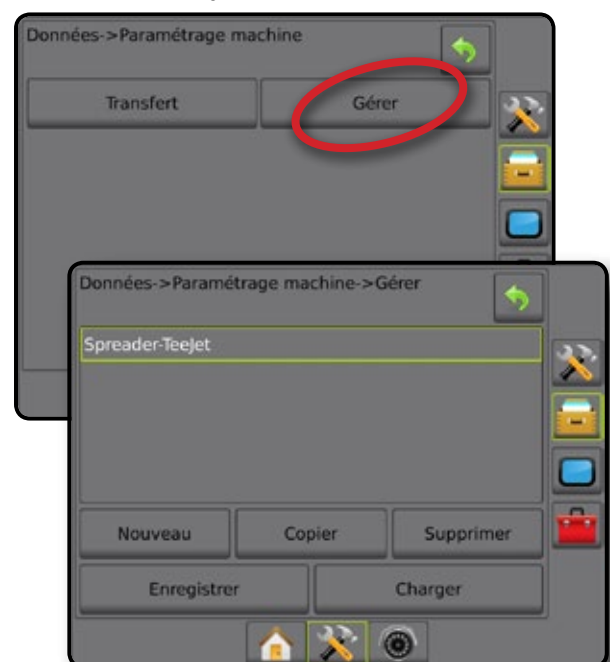 Données->Paramétrage machine
Transfert Gérer
Données->Paramétrage machine->Gérer
Spreader-TeeJet
Nouveau Copier Supprimer
Enregistrer Charger